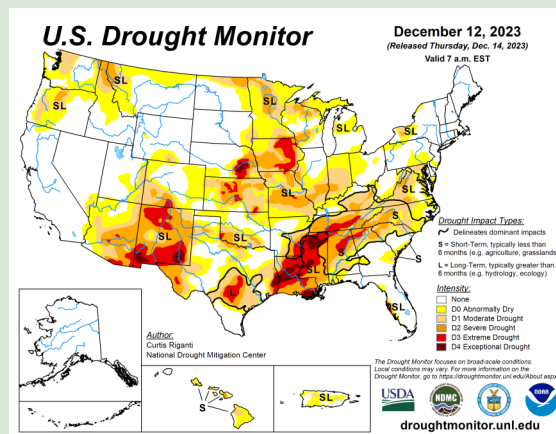 U.S. Drought Monitor
December 12, 2023
(Released Thursday, Dec. 14, 2023)
Valid 7 a.m. EST
SL
SL
SL
SL
SL
SL
SL
SL
S
SL
S
S
SL
L
SL
Drought Impact Types:
Delineates dominant impacts
S = Short-Term, typically less than
6 months (e.g. agriculture, grasslands
L = Long-Term, typically greater than
6 months (e.g. hydrology, ecology)
Intensity:
None
D0 Abnormally Dry
D1 Moderate Drought
D2 Severe Drought
D3 Extreme Drought
D4 Exceptional Drought
Author:
Curtis Riganti
National Drought Mitigation Center
S
SL
The Drought Monitor focuses on broad-scale conditions.
Local conditions may vary. For more information on the
Drought Monitor, go to https://droughtmonitor.unl.edu/About.aspx
USDA
NDMC
NOAA
droughtmonitor.unl.edu